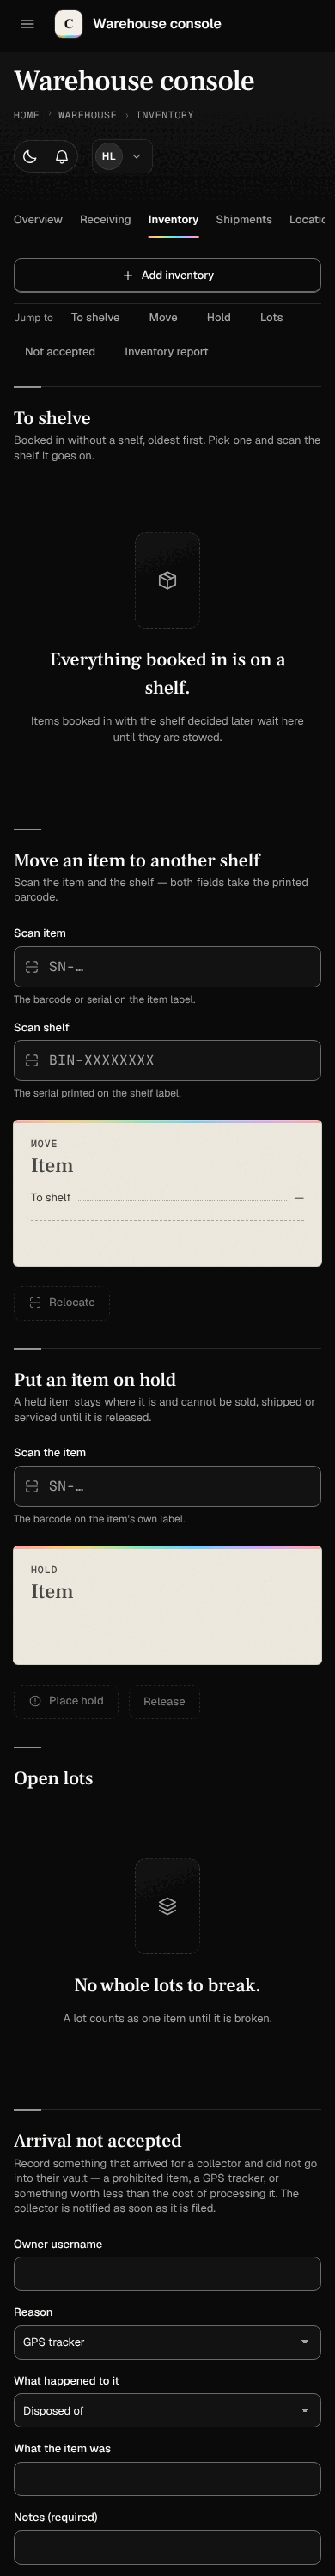 C Warehouse console
Warehouse console
HOME › WAREHOUSE › INVENTORY
HL
Overview Receiving Inventory Shipments Locatic
+ Add inventory
Jump to To shelve Move Hold Lots
Not accepted Inventory report
To shelve
Booked in without a shelf, oldest first. Pick one and scan the
shelf it goes on.
Everything booked in is on a
shelf.
Items booked in with the shelf decided later wait here
until they are stowed.
Move an item to another shelf
Scan the item and the shelf — both fields take the printed
barcode.
Scan item
SN-…
The barcode or serial on the item label.
Scan shelf
BIN-XXXXXXXX
The serial printed on the shelf label.
MOVE
Item
To shelf —
Relocate
Put an item on hold
A held item stays where it is and cannot be sold, shipped or
serviced until it is released.
Scan the item
SN-…
The barcode on the item's own label.
HOLD
Item
Place hold Release
Open lots
No whole lots to break.
A lot counts as one item until it is broken.
Arrival not accepted
Record something that arrived for a collector and did not go
into their vault — a prohibited item, a GPS tracker, or
something worth less than the cost of processing it. The
collector is notified as soon as it is filed.
Owner username
Reason
GPS tracker
What happened to it
Disposed of
What the item was
Notes (required)